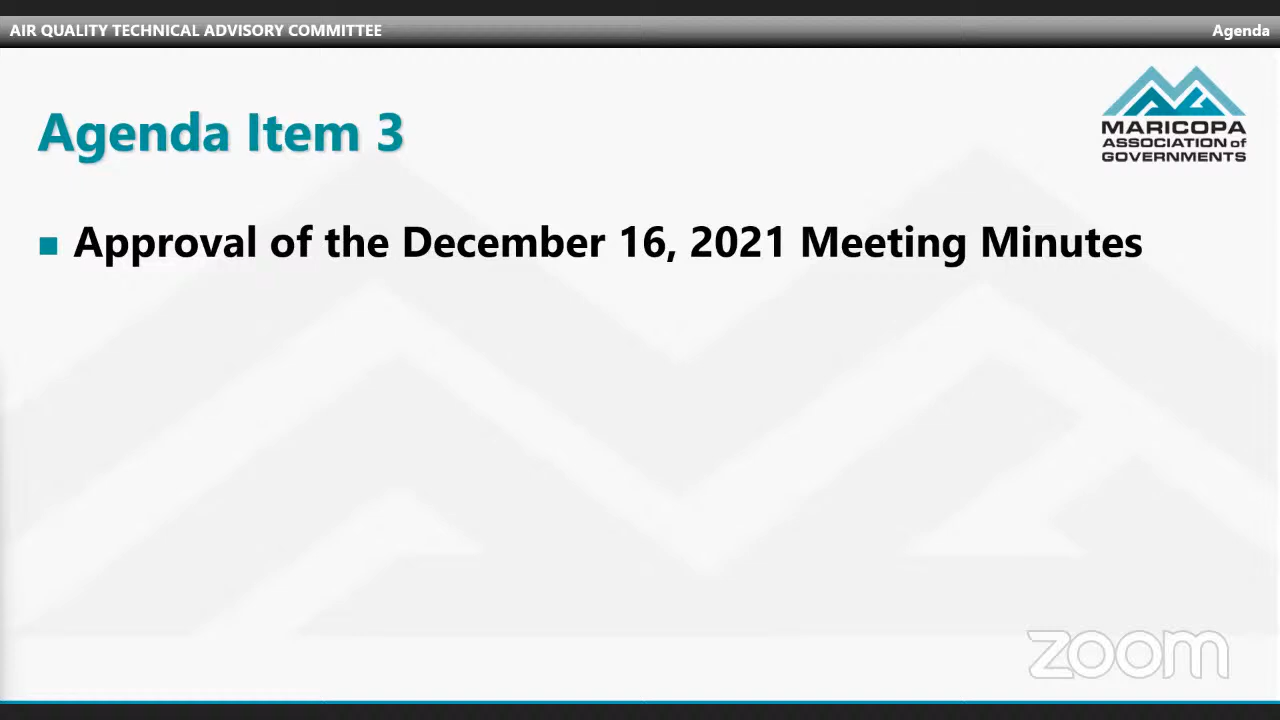 AIR QUALITY TECHNICAL ADVISORY COMMITTEE
Agenda
Agenda Item 3
MARICOPA
ASSOCIATION of
GOVERNMENTS
■ Approval of the December 16, 2021 Meeting Minutes
zoom